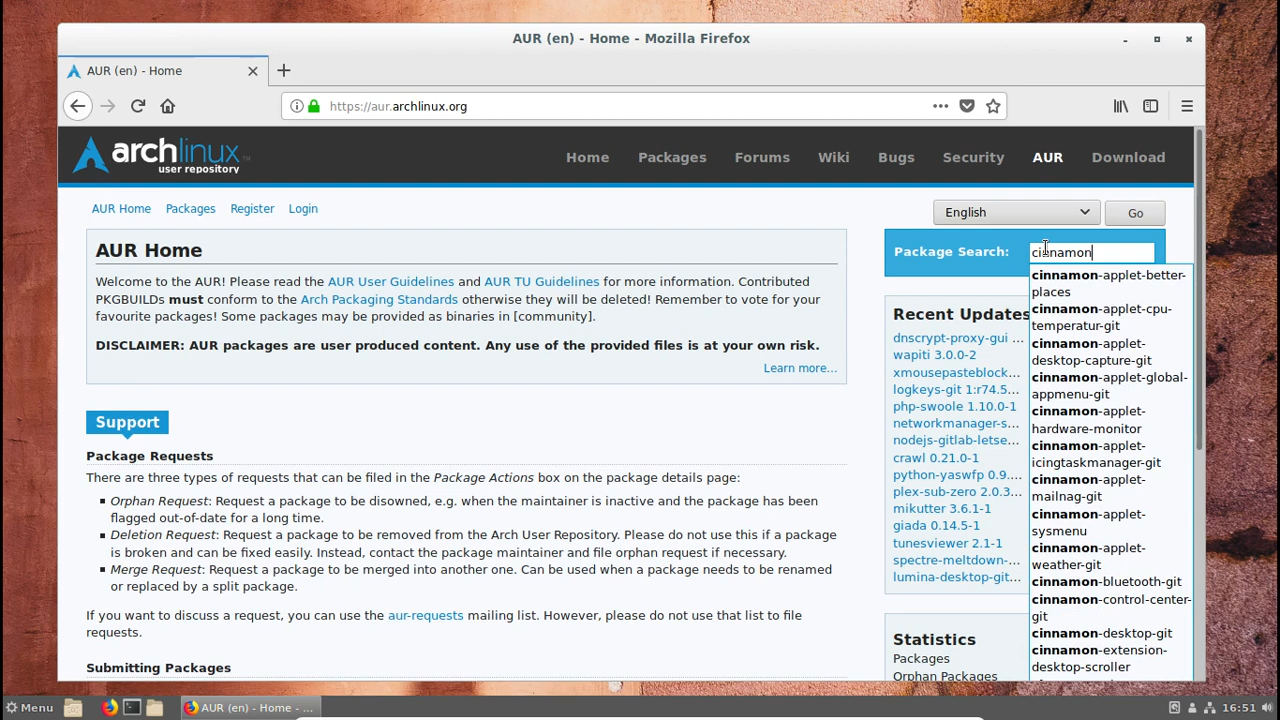 AUR (en) - Home - Mozilla Firefox
AUR (en) - Home
https://aur.archlinux.org
archlinux
user repository
Home Packages Forums Wiki Bugs Security AUR Download
AUR Home Packages Register Login
English
Go
AUR Home
Welcome to the AUR! Please read the AUR User Guidelines and AUR TU Guidelines for more information. Contributed
PKGBUILDs must conform to the Arch Packaging Standards otherwise they will be deleted! Remember to vote for your
favourite packages! Some packages may be provided as binaries in [community].
DISCLAIMER: AUR packages are user produced content. Any use of the provided files is at your own risk.
Learn more...
Support
Package Requests
There are three types of requests that can be filed in the Package Actions box on the package details page:
Orphan Request: Request a package to be disowned, e.g. when the maintainer is inactive and the package has been
flagged out-of-date for a long time.
Deletion Request: Request a package to be removed from the Arch User Repository. Please do not use this if a package
is broken and can be fixed easily. Instead, contact the package maintainer and file orphan request if necessary.
Merge Request: Request a package to be merged into another one. Can be used when a package needs to be renamed
or replaced by a split package.
If you want to discuss a request, you can use the aur-requests mailing list. However, please do not use that list to file
requests.
Submitting Packages
Package Search:
cinnamon
cinnamon-applet-better-
places
cinnamon-applet-cpu-
temperatur-git
cinnamon-applet-
desktop-capture-git
cinnamon-applet-global-
appmenu-git
cinnamon-applet-
hardware-monitor
cinnamon-applet-
icingtaskmanager-git
cinnamon-applet-
mailnag-git
cinnamon-applet-
sysmenu
cinnamon-applet-
weather-git
cinnamon-bluetooth-git
cinnamon-control-center-
git
cinnamon-desktop-git
cinnamon-extension-
desktop-scroller
Recent Updates
dnscrypt-proxy-gui ...
wapiti 3.0.0-2
xmousepasteblock...
logkeys-git 1:r74.5...
php-swoole 1.10.0-1
networkmanager-s...
nodejs-gitlab-letse...
crawl 0.21.0-1
python-yaswfp 0.9....
plex-sub-zero 2.0.3...
mikutter 3.6.1-1
giada 0.14.5-1
tunesviewer 2.1-1
spectre-meltdown-...
lumina-desktop-git...
Statistics
Packages
Orphan Packages
Menu
AUR (en) - Home - ...
16:51